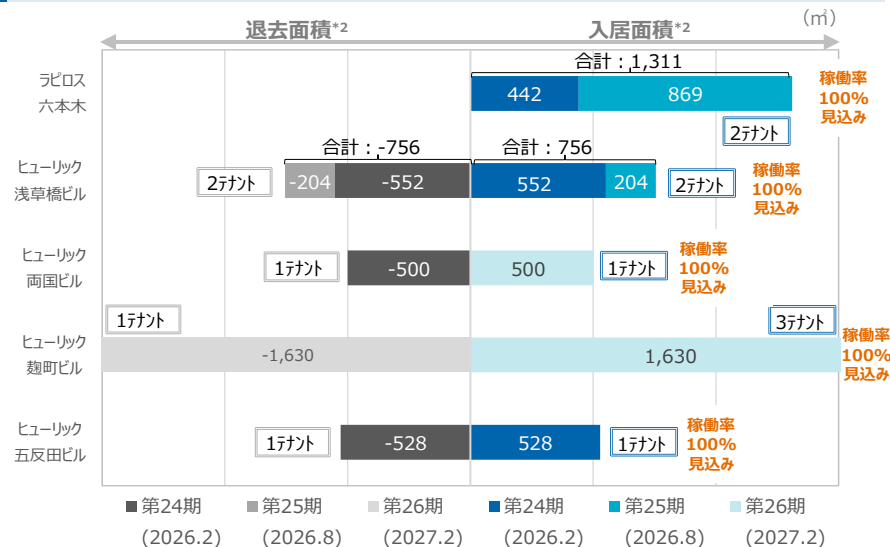 (㎡)
退去面積*2
入居面積*2
ラピロス
六本木
合計：1,311
442
869
2テナント
稼働率
100%
見込み
ヒューリック
浅草橋ビル
合計：-756
合計：756
2テナント
-204
-552
552
204
2テナント
稼働率
100%
見込み
ヒューリック
両国ビル
1テナント
-500
500
1テナント
稼働率
100%
見込み
ヒューリック
麹町ビル
1テナント
-1,630
1,630
3テナント
稼働率
100%
見込み
ヒューリック
五反田ビル
1テナント
-528
528
1テナント
稼働率
100%
見込み
第24期
(2026.2)
第25期
(2026.8)
第26期
(2027.2)
第24期
(2026.2)
第25期
(2026.8)
第26期
(2027.2)